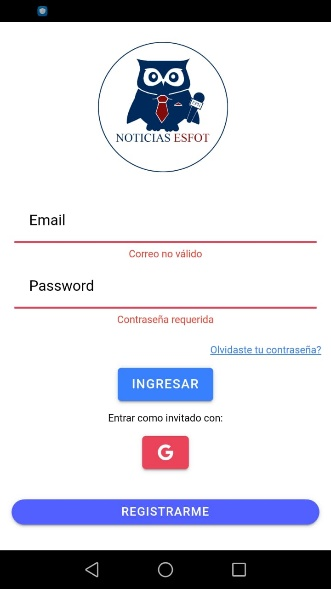 NOTICIAS ESFOT
Email
Correo no válido
Password
Contraseña requerida
Olvidaste tu contraseña?
INGRESAR
Entrar como invitado con:
G
REGISTRARME